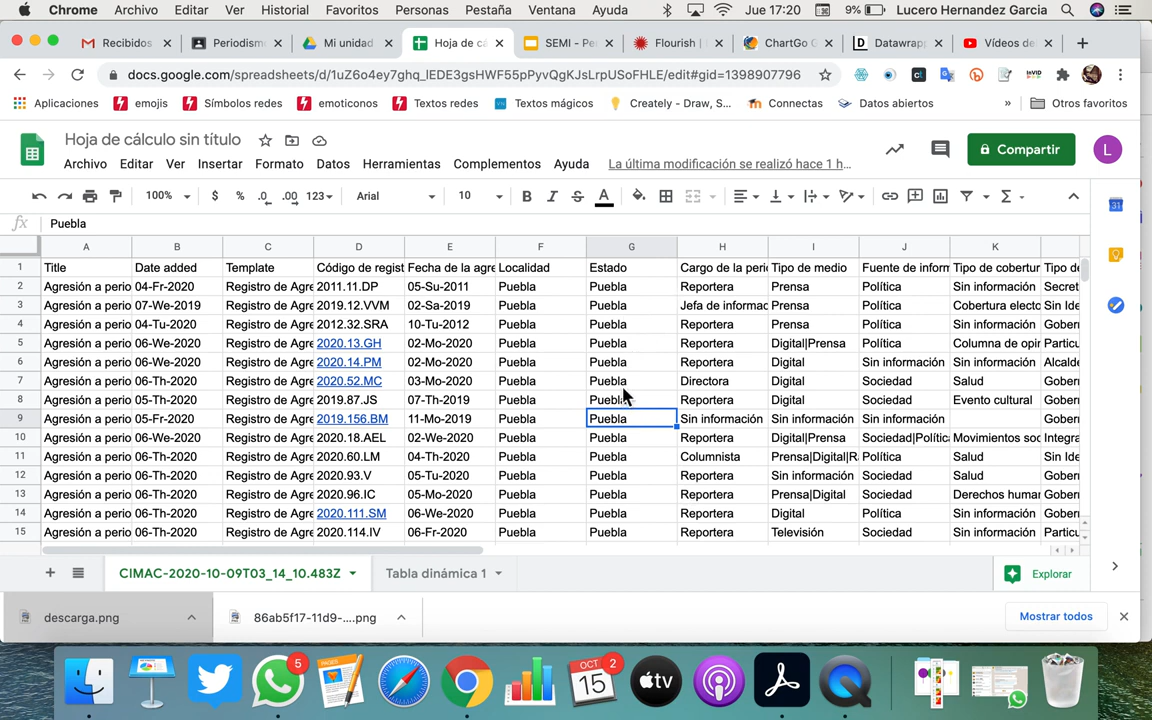 Chrome Archivo Editar Ver Historial Favoritos Personas Pestaña Ventana Ayuda Jue 17:20 9% Lucero Hernandez Garcia
Recibidos Periodism Mi unidad Hoja de cá SEMI - Pe ChartGo Flourish | Datawrap Vídeos de
docs.google.com/spreadsheets/d/1uZ6o4ey7ghq_lEDE3gsHWF55pPyvQgKJsLrpUSoFHLE/edit#gid=1398907796
Aplicaciones emojis Símbolos redes emoticonos Textos redes Textos mágicos Creately - Draw, S... Connectas Datos abiertos » Otros favoritos
Hoja de cálculo sin título Compartir L
Archivo Editar Ver Insertar Formato Datos Herramientas Complementos Ayuda La última modificación se realizó hace 1 h...
100% $ % .0 .00 123 Arial 10 B I S A
fx Puebla
A B C D E F G H I J K
1 Title Date added Template Código de regist Fecha de la agre Localidad Estado Cargo de la peri Tipo de medio Fuente de inform Tipo de cobertur Tipo de
2 Agresión a perio 04-Fr-2020 Registro de Agre 2011.11.DP 05-Su-2011 Puebla Puebla Reportera Prensa Política Sin información Secret
3 Agresión a perio 07-We-2019 Registro de Agre 2019.12.VVM 02-Sa-2019 Puebla Puebla Jefa de informac Prensa Política Cobertura electo Sin Ide
4 Agresión a perio 04-Tu-2020 Registro de Agre 2012.32.SRA 10-Tu-2012 Puebla Puebla Reportera Prensa Política Sin información Gober
5 Agresión a perio 06-We-2020 Registro de Agre 2020.13.GH 02-Mo-2020 Puebla Puebla Reportera Digital|Prensa Política Columna de opir Particu
6 Agresión a perio 06-We-2020 Registro de Agre 2020.14.PM 02-Mo-2020 Puebla Puebla Reportera Digital Sin información Sin información Alcalde
7 Agresión a perio 06-Th-2020 Registro de Agre 2020.52.MC 03-Mo-2020 Puebla Puebla Directora Digital Sociedad Salud Gober
8 Agresión a perio 05-Th-2020 Registro de Agre 2019.87.JS 07-Th-2019 Puebla Puebla Reportera Digital Sociedad Evento cultural Gober
9 Agresión a perio 05-Fr-2020 Registro de Agre 2019.156.BM 11-Mo-2019 Puebla Puebla Sin información Sin información Sin información Gober
10 Agresión a perio 06-We-2020 Registro de Agre 2020.18.AEL 02-We-2020 Puebla Puebla Reportera Digital|Prensa Sociedad|Polític Movimientos soc Integra
11 Agresión a perio 06-Th-2020 Registro de Agre 2020.60.LM 04-Th-2020 Puebla Puebla Columnista Prensa|Digital|R Política Salud Sin Ide
12 Agresión a perio 06-Th-2020 Registro de Agre 2020.93.V 05-Tu-2020 Puebla Puebla Reportera Sin información Sociedad Salud Gober
13 Agresión a perio 06-Th-2020 Registro de Agre 2020.96.IC 05-Mo-2020 Puebla Puebla Reportera Prensa|Digital Sociedad Derechos humar Gober
14 Agresión a perio 06-Th-2020 Registro de Agre 2020.111.SM 06-We-2020 Puebla Puebla Reportera Digital Política Sin información Gober
15 Agresión a perio 06-Th-2020 Registro de Agre 2020.114.IV 06-Fr-2020 Puebla Puebla Reportera Televisión Sociedad Sin información Particu
CIMAC-2020-10-09T03_14_10.483Z Tabla dinámica 1 Explorar
descarga.png 86ab5f17-11d9-....png Mostrar todos
5 OCT 15 2 tv